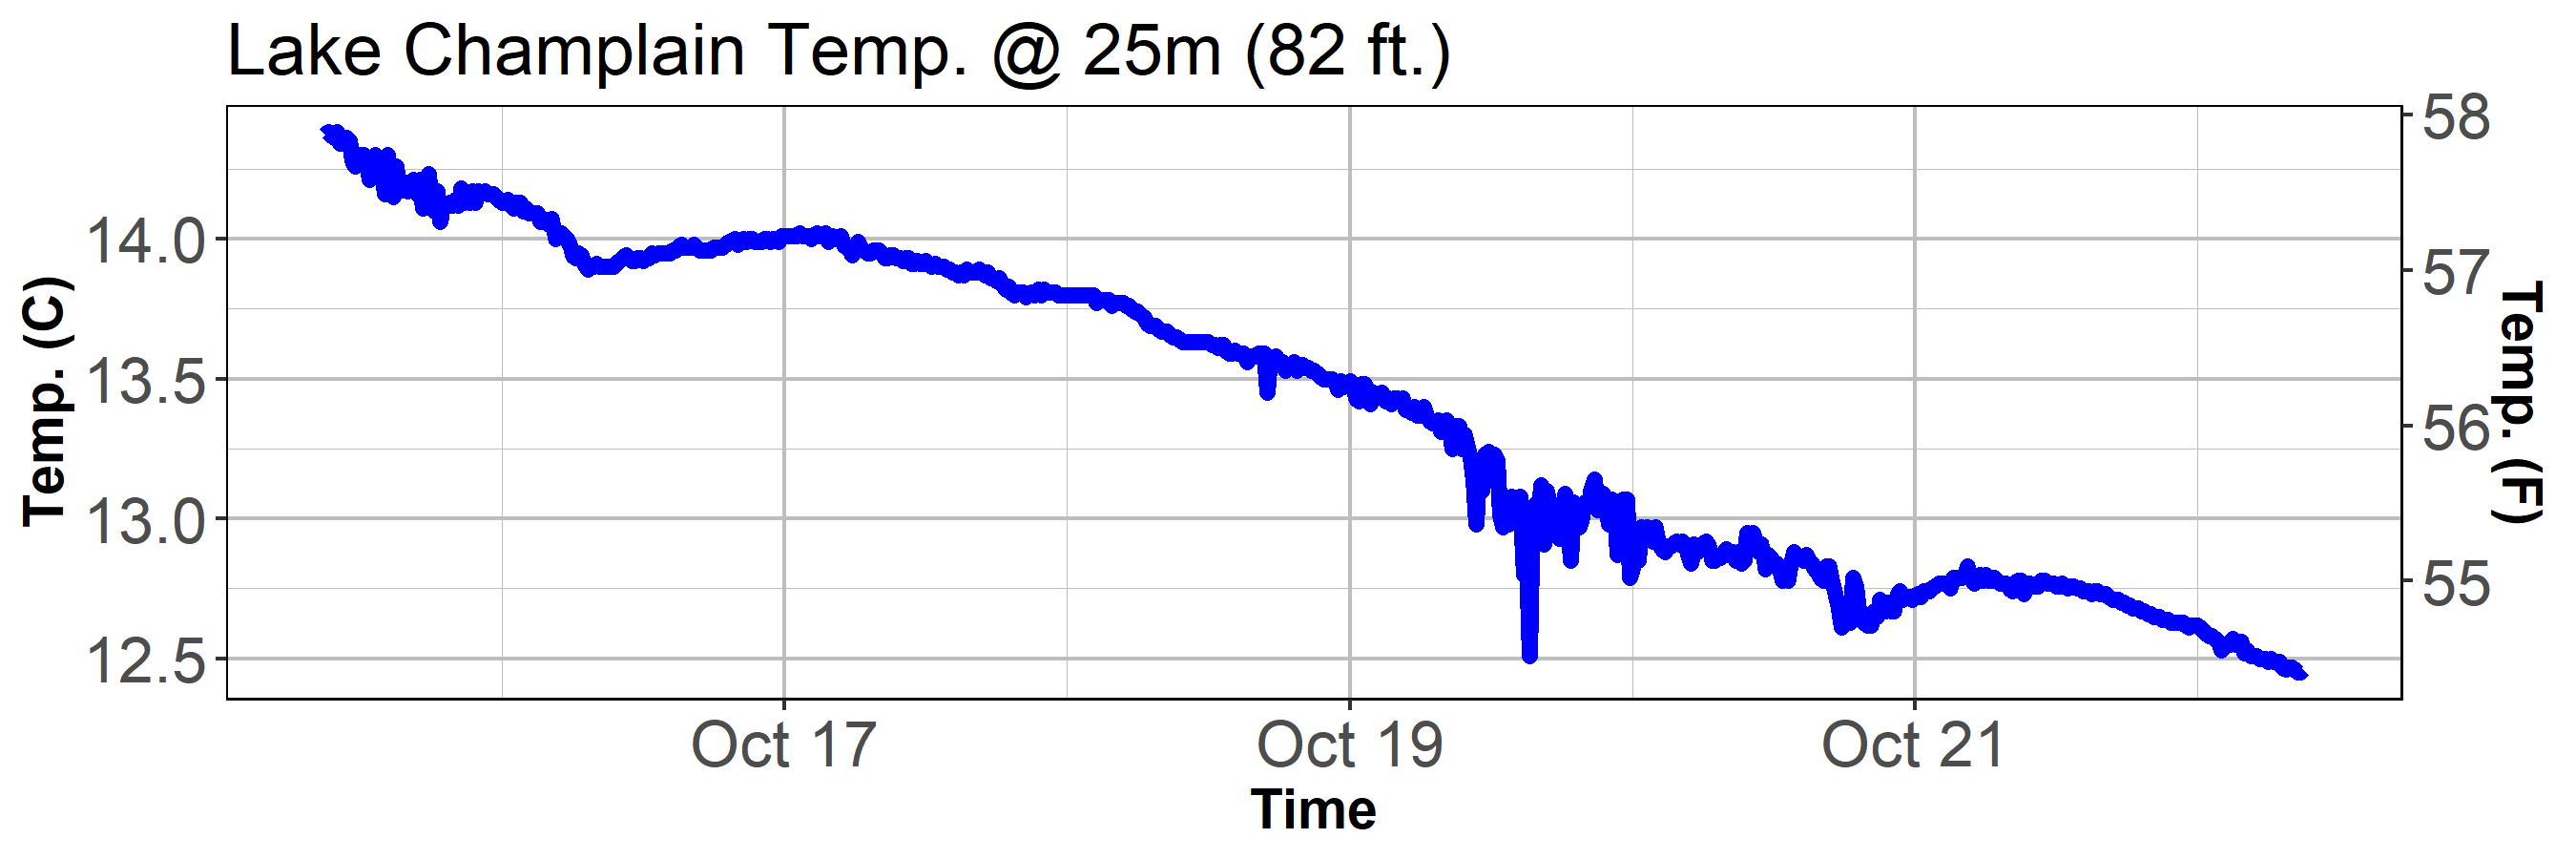 Lake Champlain Temp. @ 25m (82 ft.)
Temp. (C)
14.0
13.5
13.0
12.5
58
57
56
55
Temp. (F)
Oct 17
Oct 19
Oct 21
Time